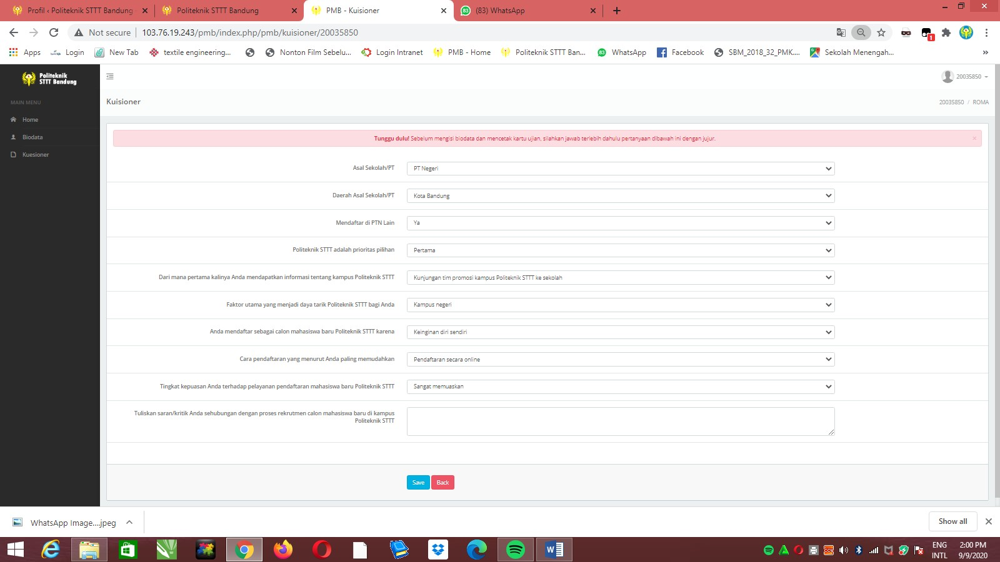 Profil ‹ Politeknik STTT Bandung
Politeknik STTT Bandung
PMB - Kuisioner
(83) WhatsApp
Not secure
103.76.19.243/pmb/index.php/pmb/kuisioner/20035850
1
Apps
Login
New Tab
textile engineering...
Nonton Film Sebelu...
Login Intranet
PMB - Home
Politeknik STTT Ban...
WhatsApp
Facebook
SBM_2018_32_PMK....
Sekolah Menengah...
»
Politeknik
STTT Bandung
20035850
MAIN MENU
Home
Biodata
Kuesioner
Kuisioner
20035850 / ROMA
Tunggu dulu! Sebelum mengisi biodata dan mencetak kartu ujian, silahkan jawab terlebih dahulu pertanyaan dibawah ini dengan jujur.
Asal Sekolah/PT
PT Negeri
Daerah Asal Sekolah/PT
Kota Bandung
Mendaftar di PTN Lain
Ya
Politeknik STTT adalah prioritas pilihan
Pertama
Dari mana pertama kalinya Anda mendapatkan informasi tentang kampus Politeknik STTT
Kunjungan tim promosi kampus Politeknik STTT ke sekolah
Faktor utama yang menjadi daya tarik Politeknik STTT bagi Anda
Kampus negeri
Anda mendaftar sebagai calon mahasiswa baru Politeknik STTT karena
Keinginan diri sendiri
Cara pendaftaran yang menurut Anda paling memudahkan
Pendaftaran secara online
Tingkat kepuasan Anda terhadap pelayanan pendaftaran mahasiswa baru Politeknik STTT
Sangat memuaskan
Tuliskan saran/kritik Anda sehubungan dengan proses rekrutmen calon mahasiswa baru di kampus
Politeknik STTT
Save
Back
WhatsApp Image....jpeg
Show all
ENG
INTL
2:00 PM
9/9/2020